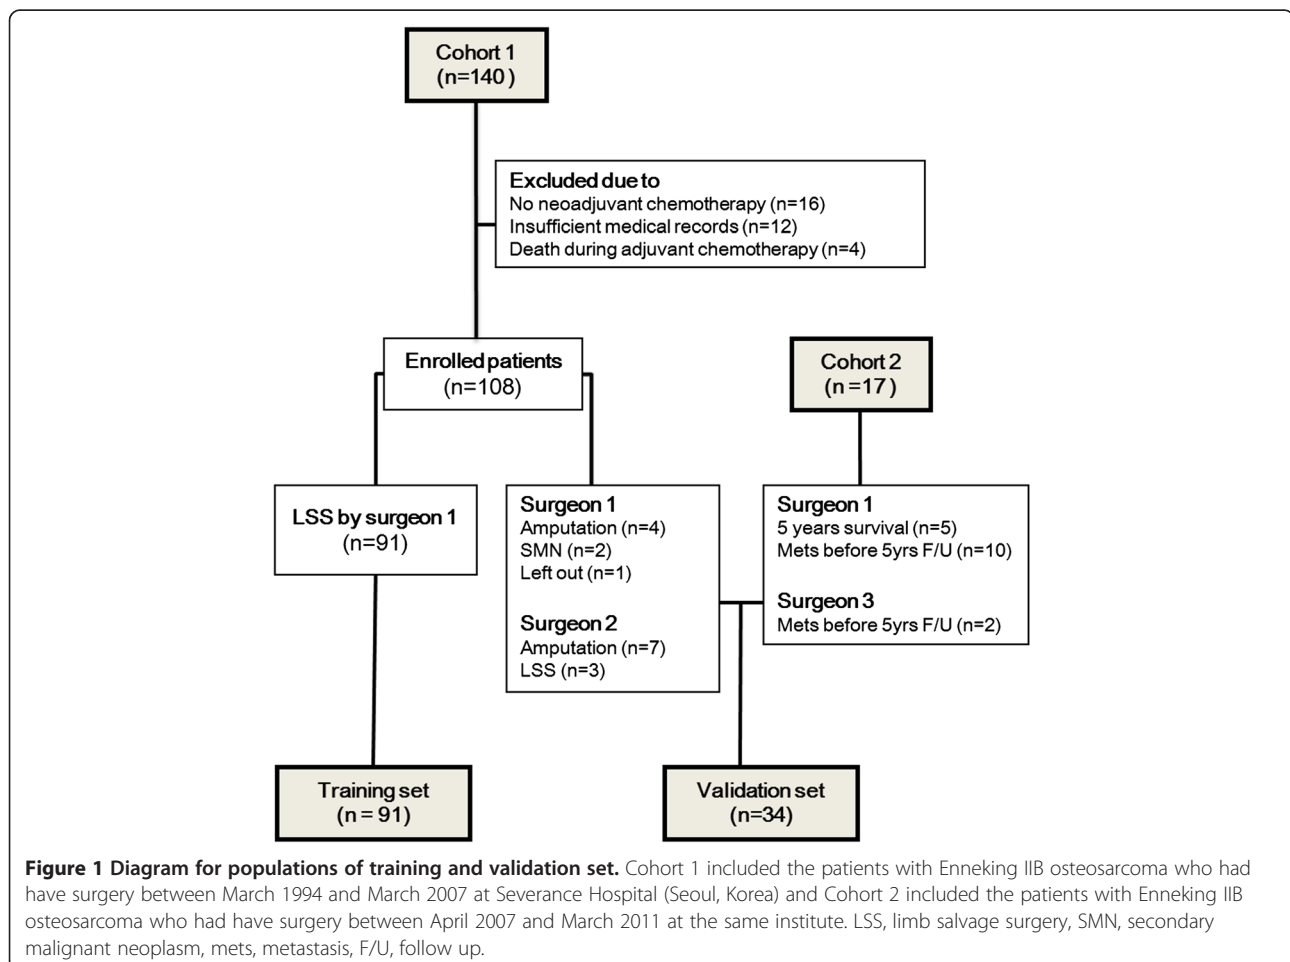 Cohort 1
(n=140 )
Excluded due to
No neoadjuvant chemotherapy (n=16)
Insufficient medical records (n=12)
Death during adjuvant chemotherapy (n=4)
Enrolled patients
(n=108)
Cohort 2
(n =17 )
LSS by surgeon 1
(n=91)
Surgeon 1
Amputation (n=4)
SMN (n=2)
Left out (n=1)
Surgeon 2
Amputation (n=7)
LSS (n=3)
Surgeon 1
5 years survival (n=5)
Mets before 5yrs F/U (n=10)
Surgeon 3
Mets before 5yrs F/U (n=2)
Training set
(n = 91)
Validation set
(n=34)
Figure 1 Diagram for populations of training and validation set. Cohort 1 included the patients with Enneking IIB osteosarcoma who had
have surgery between March 1994 and March 2007 at Severance Hospital (Seoul, Korea) and Cohort 2 included the patients with Enneking IIB
osteosarcoma who had have surgery between April 2007 and March 2011 at the same institute. LSS, limb salvage surgery, SMN, secondary
malignant neoplasm, mets, metastasis, F/U, follow up.